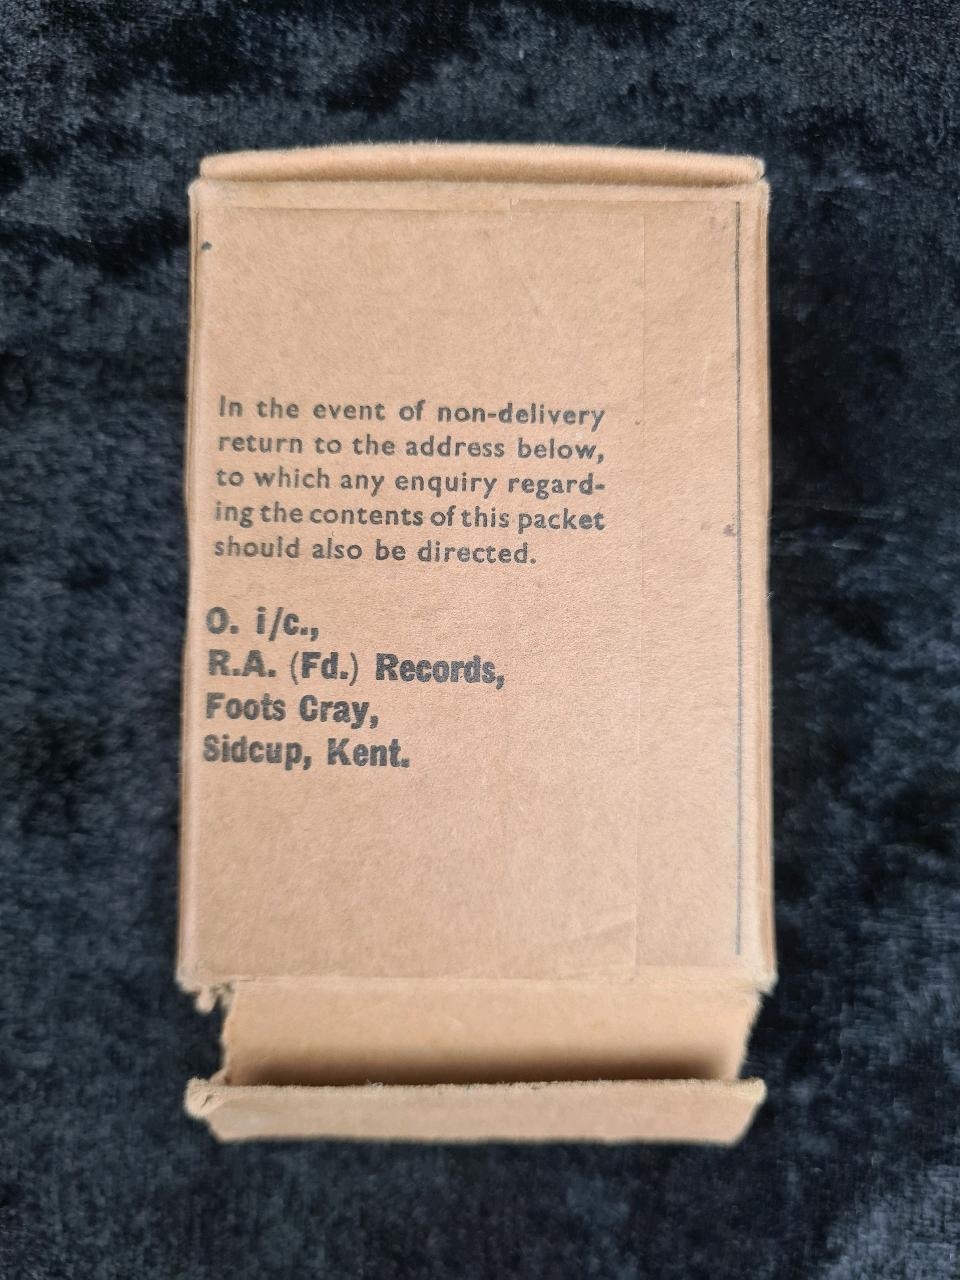 In the event of non-delivery
return to the address below,
to which any enquiry regard-
ing the contents of this packet
should also be directed.
O. i/c.,
R.A. (Fd.) Records,
Foots Cray,
Sidcup, Kent.